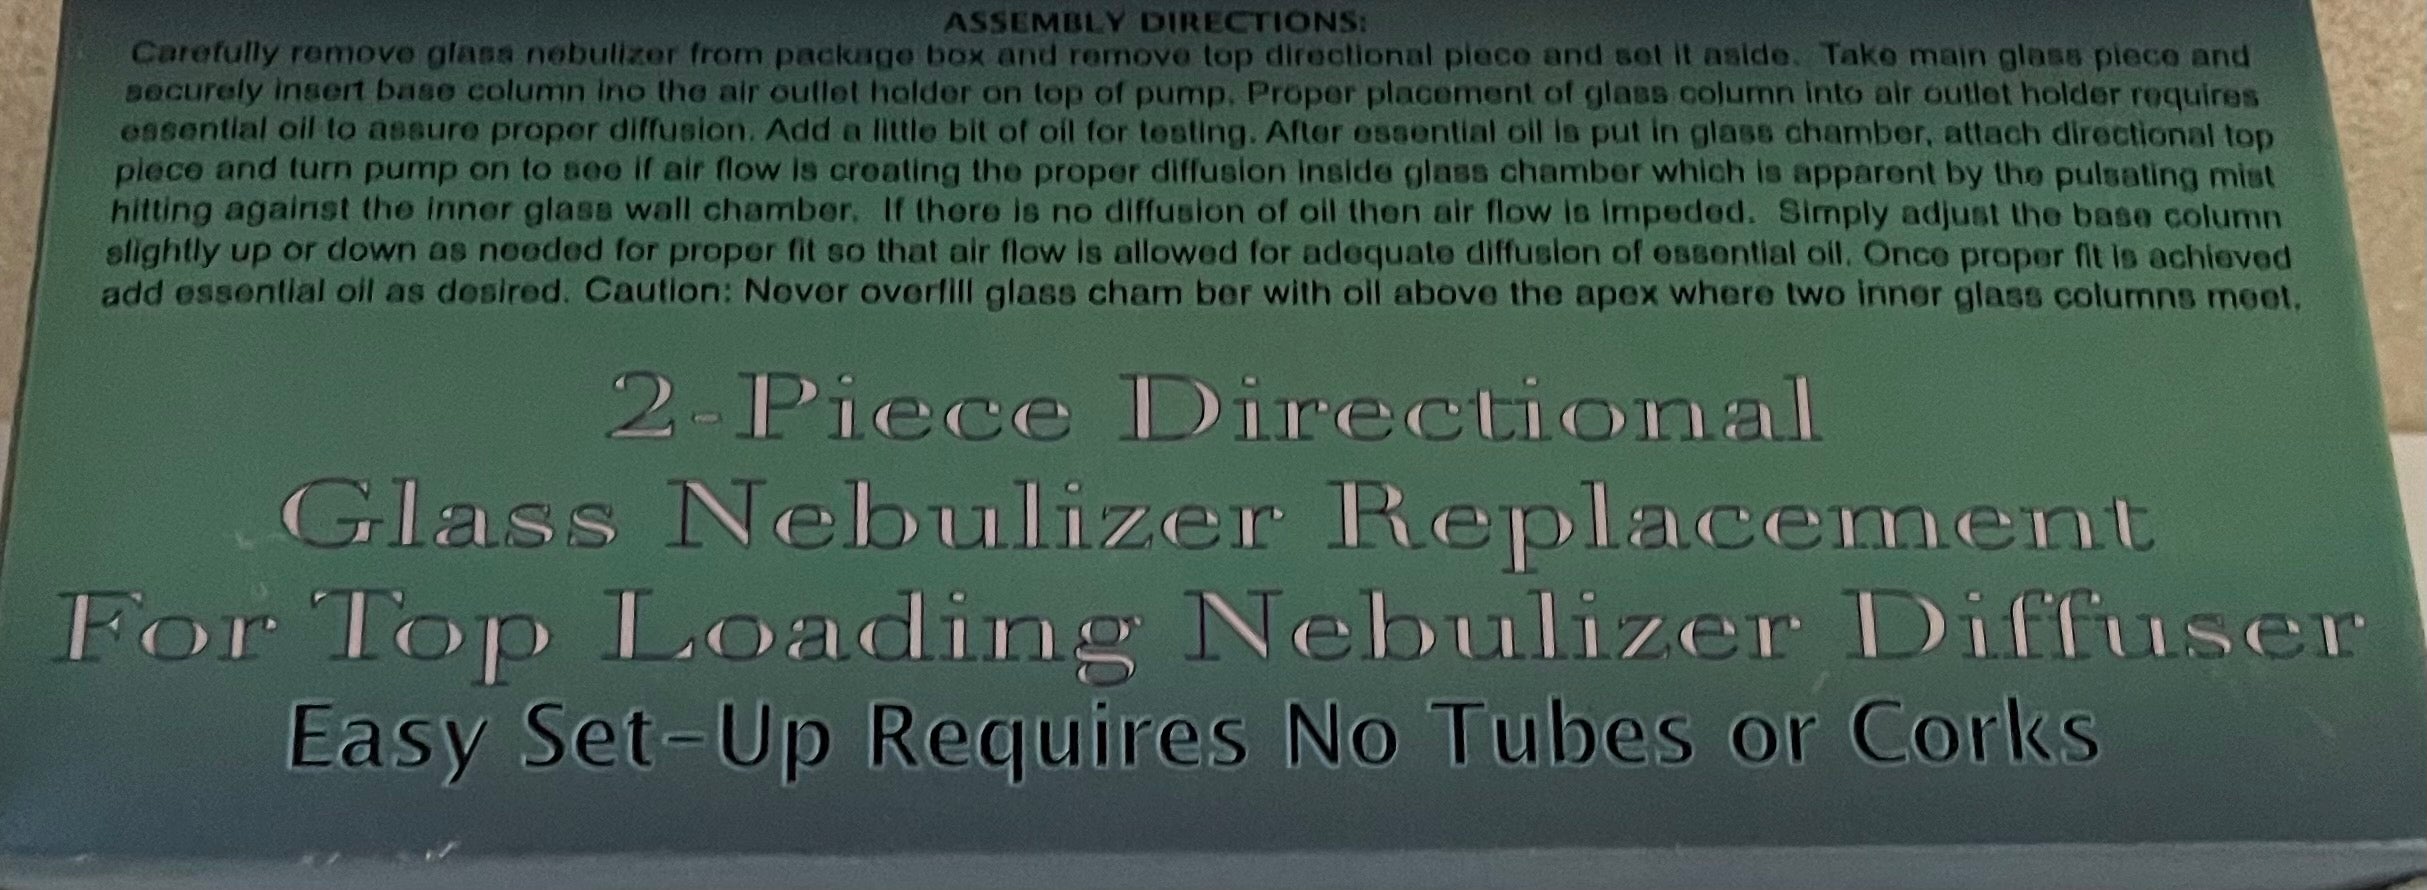 ASSEMBLY DIRECTIONS:
Carefully remove glass nebulizer from package box and remove top directional piece and set it aside. Take main glass piece and
securely insert base column ino the air outlet holder on top of pump. Proper placement of glass column into air outlet holder requires
essential oil to assure proper diffusion. Add a little bit of oil for testing. After essential oil is put in glass chamber, attach directional top
piece and turn pump on to see if air flow is creating the proper diffusion inside glass chamber which is apparent by the pulsating mist
hitting against the inner glass wall chamber. If there is no diffusion of oil then air flow is impeded. Simply adjust the base column
slightly up or down as needed for proper fit so that air flow is allowed for adequate diffusion of essential oil. Once proper fit is achieved
add essential oil as desired. Caution: Never overfill glass cham ber with oil above the apex where two inner glass columns meet.
2-Piece Directional
Glass Nebulizer Replacement
For Top Loading Nebulizer Diffuser
Easy Set-Up Requires No Tubes or Corks